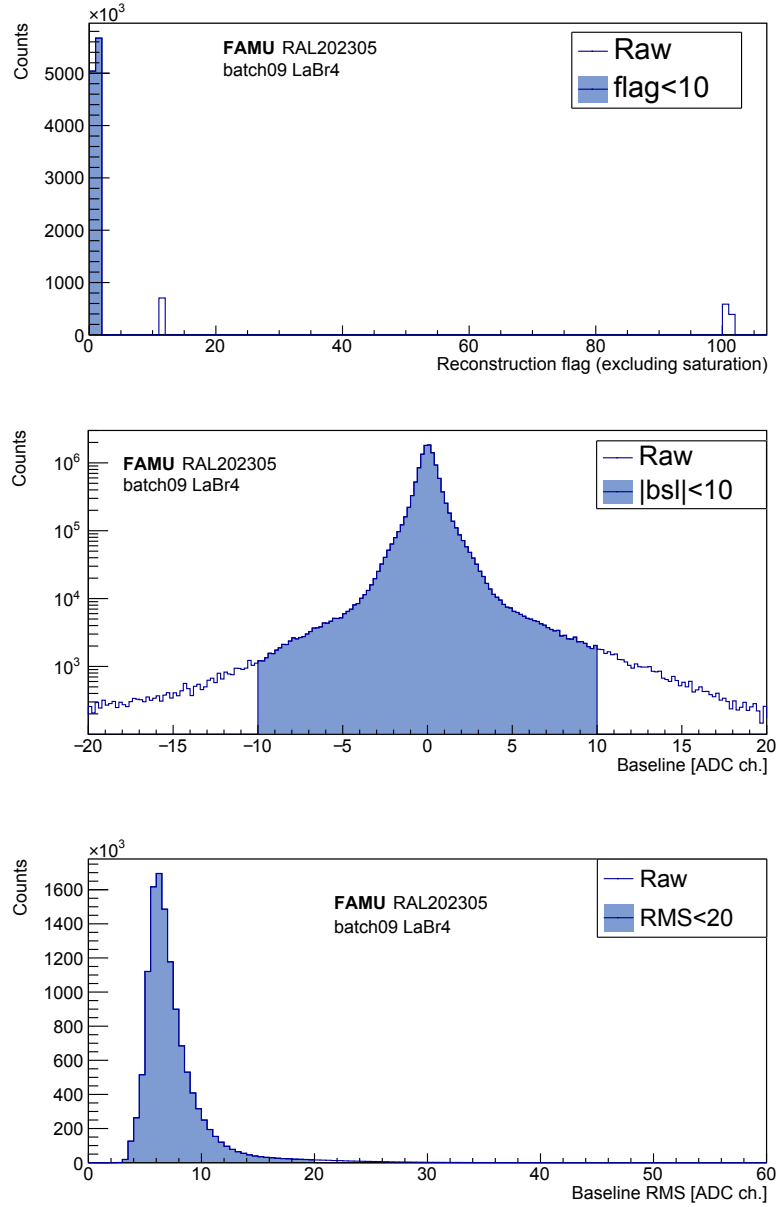 ×10³
Counts
FAMU RAL202305
batch09 LaBr4
Raw
flag<10
5000
4000
3000
2000
1000
0
0 20 40 60 80 100
Reconstruction flag (excluding saturation)
Counts
FAMU RAL202305
batch09 LaBr4
Raw
|bsl|<10
10⁶
10⁵
10⁴
10³
−20 −15 −10 −5 0 5 10 15 20
Baseline [ADC ch.]
×10³
Counts
FAMU RAL202305
batch09 LaBr4
Raw
RMS<20
1600
1400
1200
1000
800
600
400
200
0
0 10 20 30 40 50 60
Baseline RMS [ADC ch.]